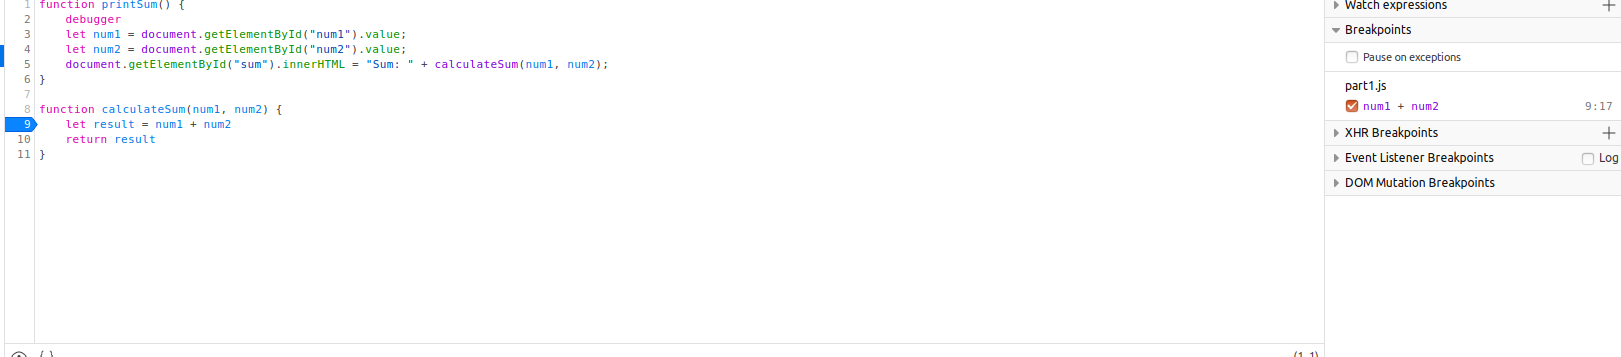 1 function printSum() {
2     debugger
3     let num1 = document.getElementById("num1").value;
4     let num2 = document.getElementById("num2").value;
5     document.getElementById("sum").innerHTML = "Sum: " + calculateSum(num1, num2);
6 }
7
8 function calculateSum(num1, num2) {
9     let result = num1 + num2
10     return result
11 }
{ }
(1, 1)
Watch expressions +
Breakpoints
Pause on exceptions
part1.js
num1 + num2 9:17
XHR Breakpoints +
Event Listener Breakpoints Log
DOM Mutation Breakpoints